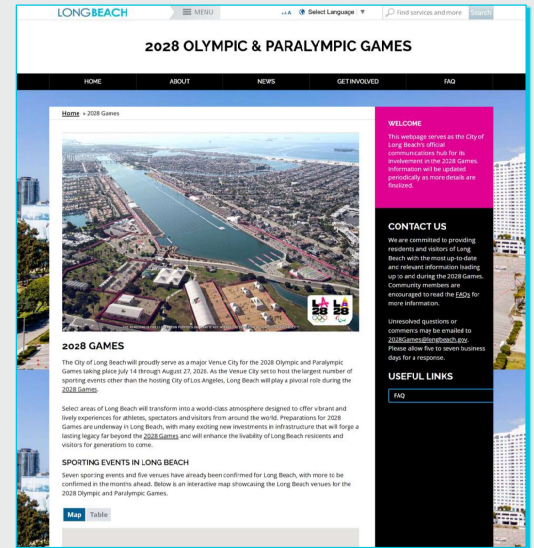 LONGBEACH
MENU
A A
Select Language ▼
Find services and more
Search
2028 OLYMPIC & PARALYMPIC GAMES
HOME ABOUT NEWS GET INVOLVED FAQ
Home » 2028 Games
LA 28
LA 28
2028 GAMES
The City of Long Beach will proudly serve as a major Venue City for the 2028 Olympic and Paralympic
Games taking place July 14 through August 27, 2028. As the Venue City set to host the largest number of
sporting events other than the hosting City of Los Angeles, Long Beach will play a pivotal role during the
2028 Games.
Select areas of Long Beach will transform into a world-class atmosphere designed to offer vibrant and
lively experiences for athletes, spectators and visitors from around the world. Preparations for 2028
Games are underway in Long Beach, with many exciting new investments in infrastructure that will forge a
lasting legacy far beyond the 2028 Games and will enhance the livability of Long Beach residents and
visitors for generations to come.
SPORTING EVENTS IN LONG BEACH
Seven sporting events and five venues have already been confirmed for Long Beach, with more to be
confirmed in the months ahead. Below is an interactive map showcasing the Long Beach venues for the
2028 Olympic and Paralympic Games.
Map Table
WELCOME
This webpage serves as the City of
Long Beach's official
communications hub for its
involvement in the 2028 Games.
Information will be updated
periodically as more details are
finalized.
CONTACT US
We are committed to providing
residents and visitors of Long
Beach with the most up-to-date
and relevant information leading
up to and during the 2028 Games.
Community members are
encouraged to read the FAQs for
more information.
Unresolved questions or
comments may be emailed to
2028Games@longbeach.gov.
Please allow five to seven business
days for a response.
USEFUL LINKS
FAQ